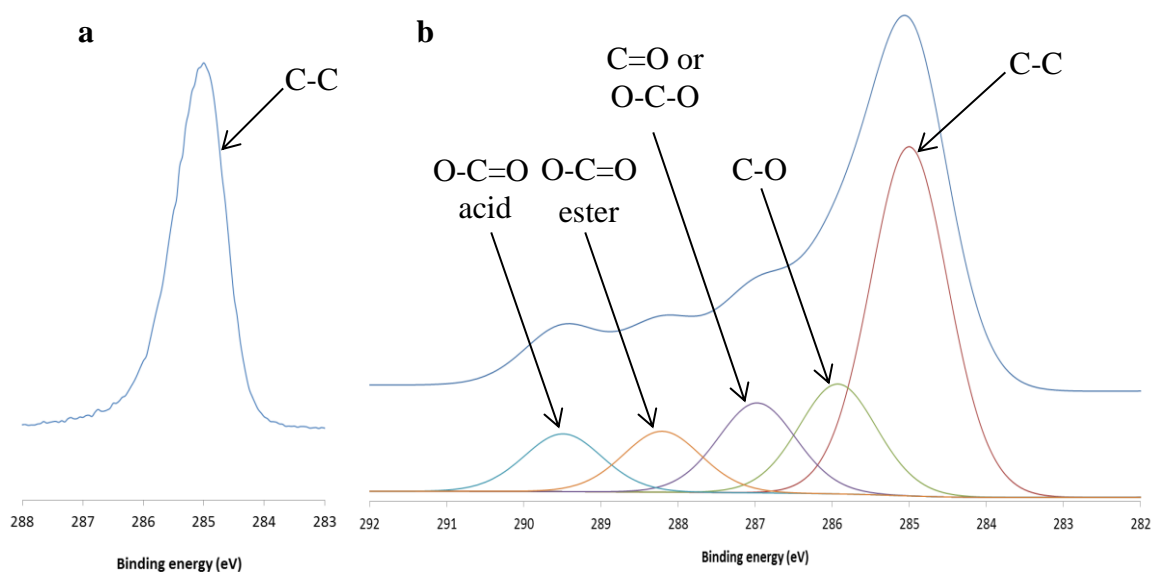 a
C-C
288 287 286 285 284 283
Binding energy (eV)
b
C=O or
O-C-O
C-C
O-C=O
acid
O-C=O
ester
C-O
292 291 290 289 288 287 286 285 284 283 282
Binding energy (eV)